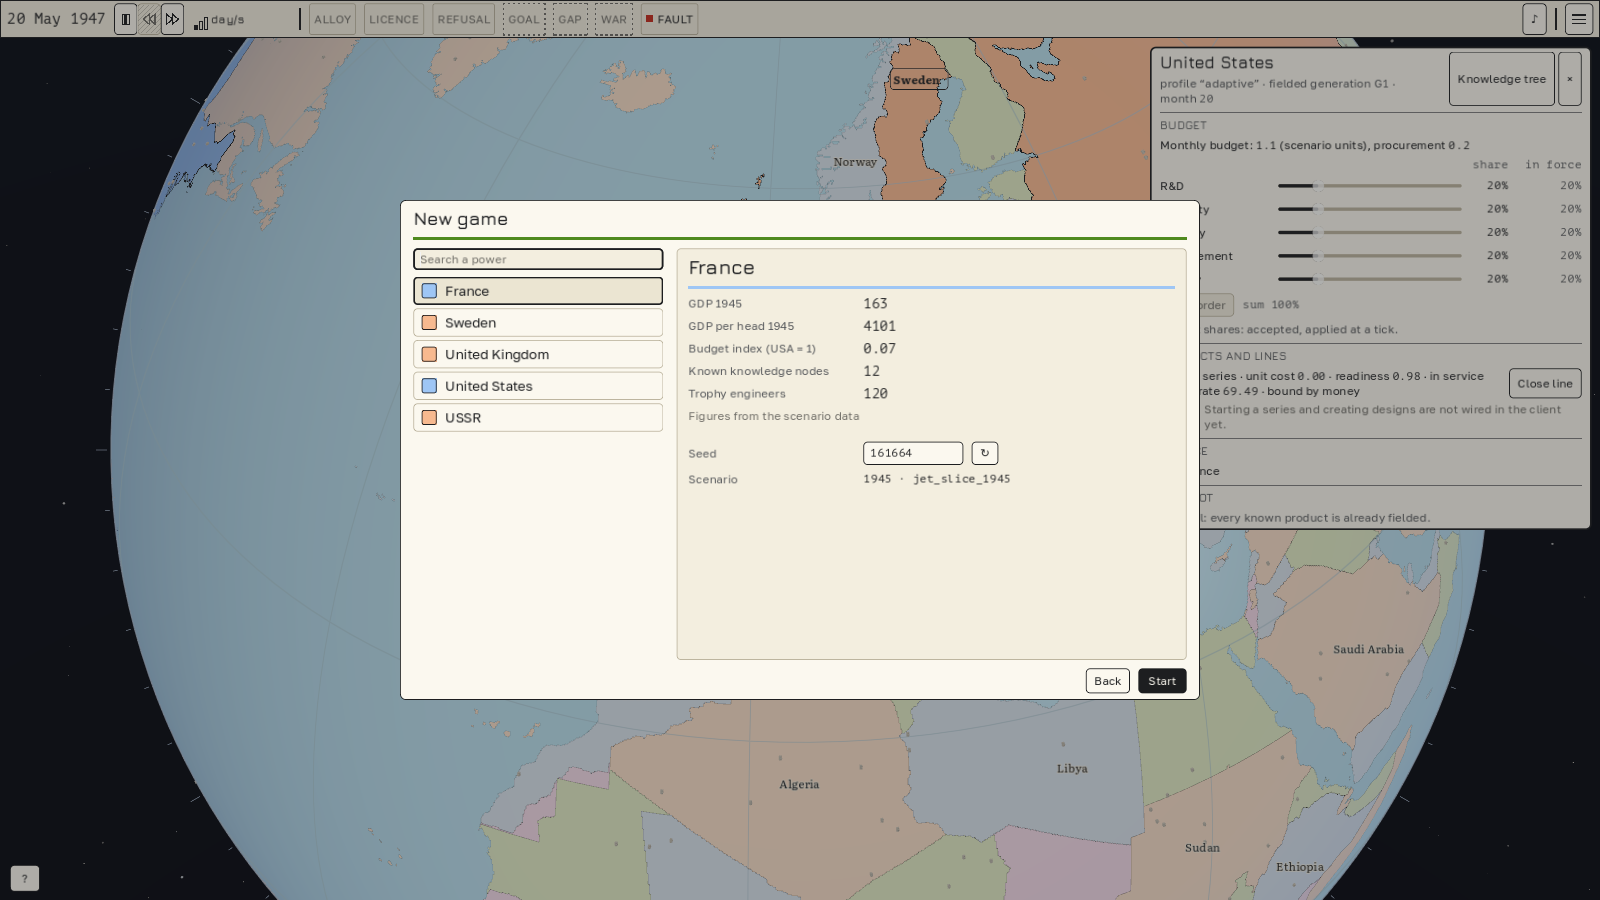 20 May 1947
day/s
ALLOY
LICENCE
REFUSAL
GOAL
GAP
WAR
FAULT
♪
United States
profile “adaptive” · fielded generation G1 ·
month 20
Knowledge tree
×
BUDGET
Monthly budget: 1.1 (scenario units), procurement 0.2
share in force
R&D 20% 20%
ty 20% 20%
y 20% 20%
ement 20% 20%
20% 20%
order sum 100%
shares: accepted, applied at a tick.
CTS AND LINES
series · unit cost 0.00 · readiness 0.98 · in service
rate 69.49 · bound by money
Close line
Starting a series and creating designs are not wired in the client
yet.
E
nce
OT
l: every known product is already fielded.
Sweden
Norway
New game
Search a power
France
Sweden
United Kingdom
United States
USSR
France
GDP 1945 163
GDP per head 1945 4101
Budget index (USA = 1) 0.07
Known knowledge nodes 12
Trophy engineers 120
Figures from the scenario data
Seed 161664 ↻
Scenario 1945 · jet_slice_1945
Back
Start
Saudi Arabia
Algeria
Libya
Sudan
Ethiopia
?